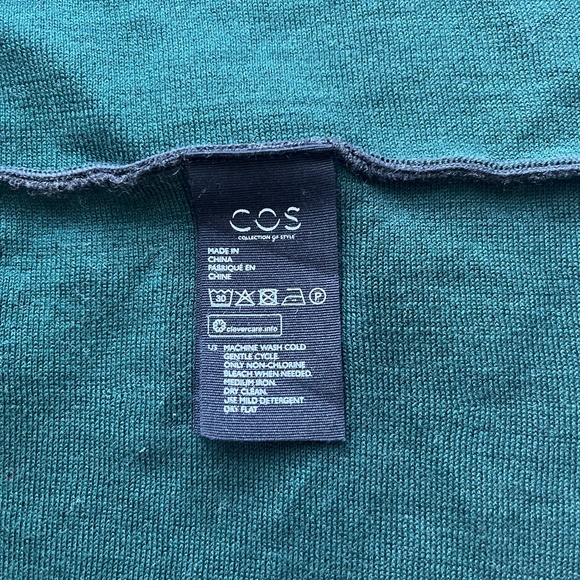 COS
COLLECTION OF STYLE
MADE IN
CHINA
FABRIQUÉ EN
CHINE
30 P
clevercare.info
US MACHINE WASH COLD
GENTLE CYCLE.
ONLY NON-CHLORINE
BLEACH WHEN NEEDED.
MEDIUM IRON.
DRY CLEAN.
USE MILD DETERGENT
DRY FLAT